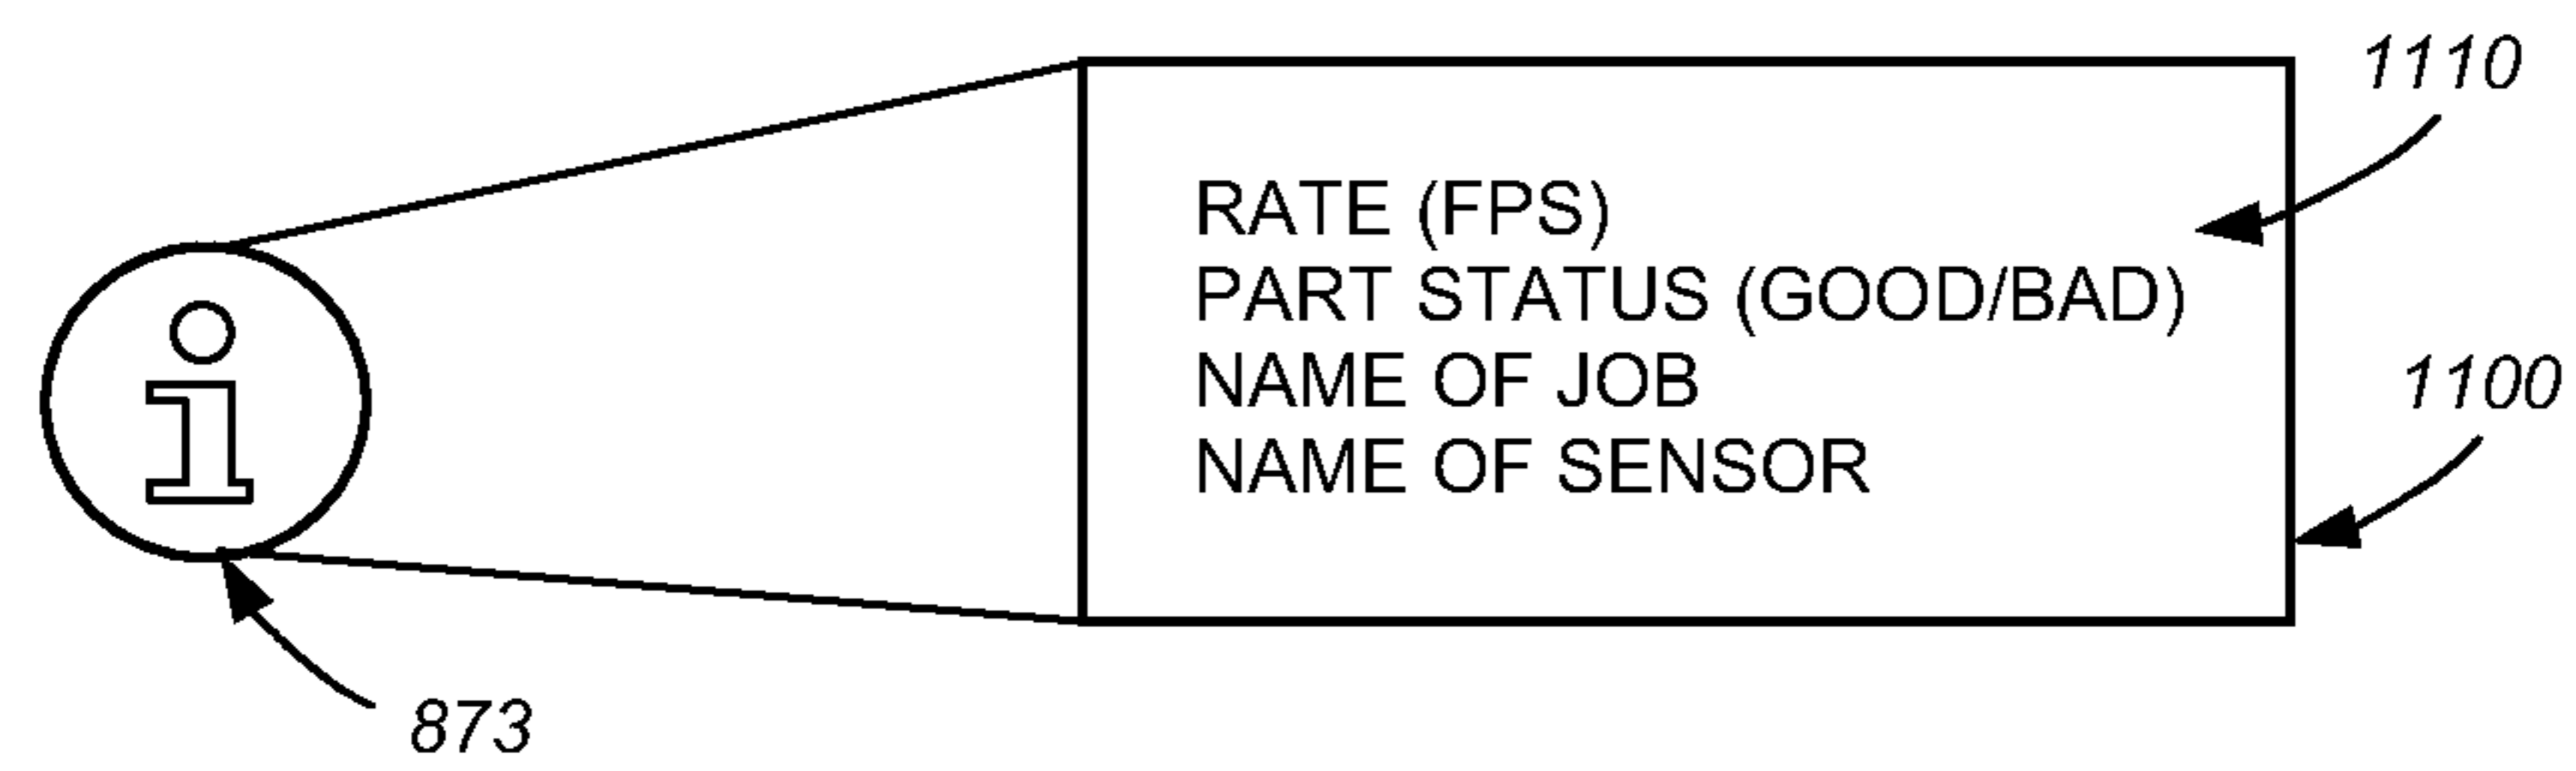 1110
RATE (FPS)
PART STATUS (GOOD/BAD)
NAME OF JOB
NAME OF SENSOR
1100
i
873